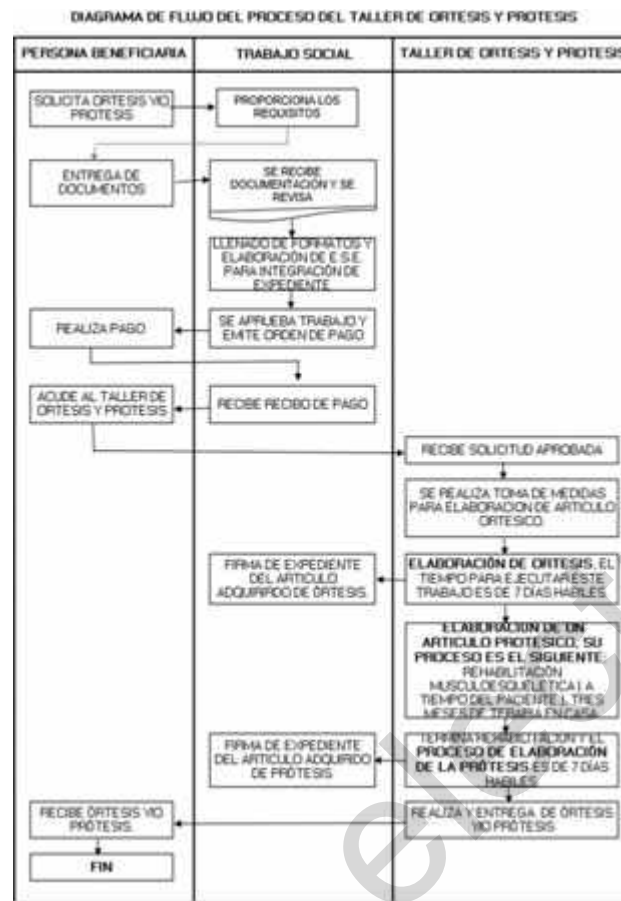 DIAGRAMA DE FLUJO DEL PROCESO DEL TALLER DE ORTESIS Y PROTESIS
PERSONA BENEFICIARIA
TRABAJO SOCIAL
TALLER DE ORTESIS Y PROTESIS
SOLICITA ORTESIS Y/O
PROTESIS
PROPORCIONA LOS
REQUISITOS
ENTREGA DE
DOCUMENTOS
SE RECIBE
DOCUMENTACIÓN Y SE
REVISA
LLENADO DE FORMATOS Y
ELABORACIÓN DE E.S.E.
PARA INTEGRACIÓN DE
EXPEDIENTE
REALIZA PAGO
SE APRUEBA TRABAJO Y
EMITE ORDEN DE PAGO
ACUDE AL TALLER DE
ORTESIS Y PROTESIS
RECIBE RECIBO DE PAGO
RECIBE SOLICITUD APROBADA
SE REALIZA TOMA DE MEDIDAS
PARA ELABORACION DE ARTICULO
ORTESICO
FIRMA DE EXPEDIENTE
DEL ARTICULO
ADQUIRIRDO DE ÓRTESIS.
ELABORACIÓN DE ORTESIS, EL
TIEMPO PARA EJECUTAR ESTE
TRABAJO ES DE 7 DÍAS HABILES
ELABORACIÓN DE UN
ARTICULO PROTESICO, SU
PROCESO ES EL SIGUIENTE:
REHABILITACIÓN
MUSCULOESQUELETICA ( A
TIEMPO DEL PACIENTE ), TRES
MESES DE TERAPIA EN CASA
FIRMA DE EXPEDIENTE
DEL ARTICULO ADQUIRIDO
DE PRÓTESIS
TERMINA REHABILITACION Y EL
PROCESO DE ELABORACIÓN
DE LA PRÓTESIS ES DE 7 DÍAS
HABILES
RECIBE ÓRTESIS Y/O
PRÓTESIS.
REALIZA Y ENTREGA DE ÓRTESIS
Y/O PRÓTESIS
FIN